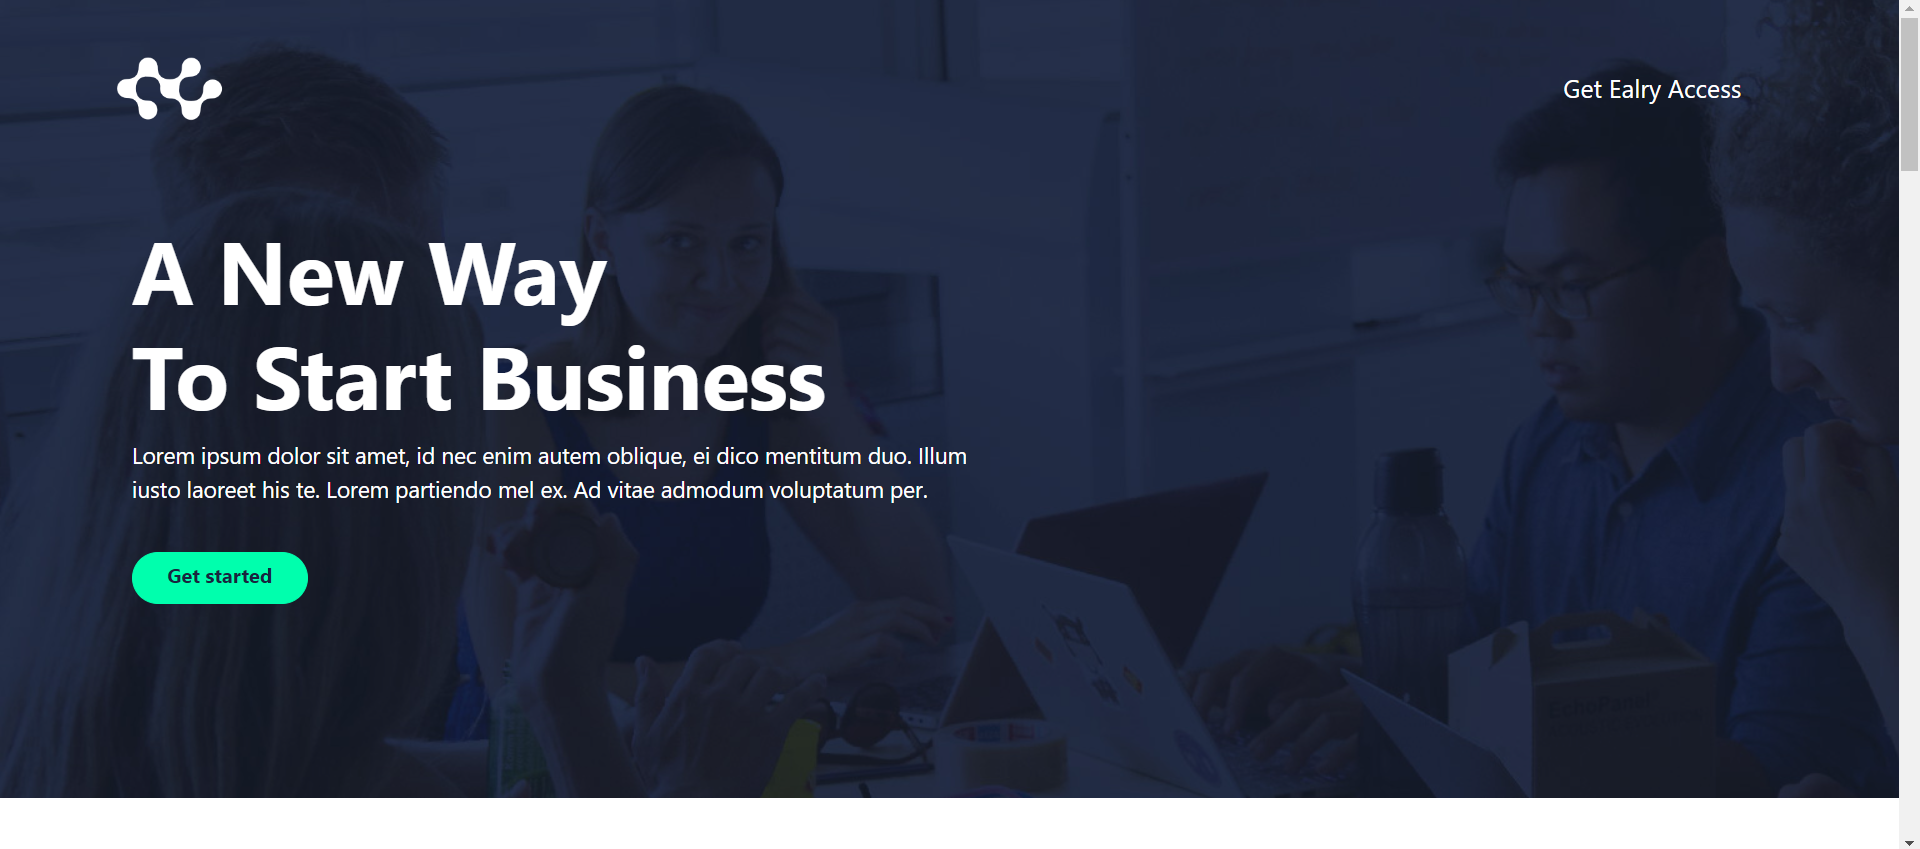 Get Ealry Access
A New Way
To Start Business
Lorem ipsum dolor sit amet, id nec enim autem oblique, ei dico mentitum duo. Illum
iusto laoreet his te. Lorem partiendo mel ex. Ad vitae admodum voluptatum per.
Get started
EchoPanel